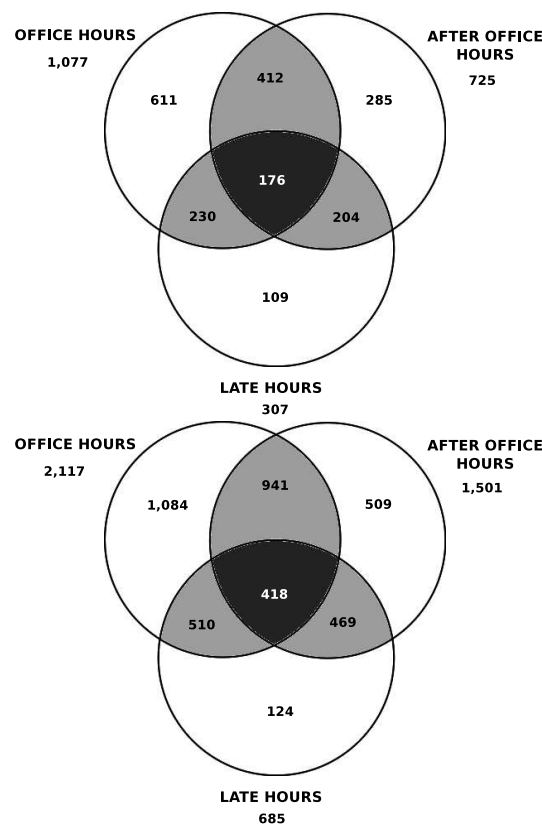 OFFICE HOURS
1,077
AFTER OFFICE
HOURS
725
611
412
285
176
230
204
109
LATE HOURS
307
OFFICE HOURS
2,117
AFTER OFFICE
HOURS
1,501
1,084
941
509
418
510
469
124
LATE HOURS
685